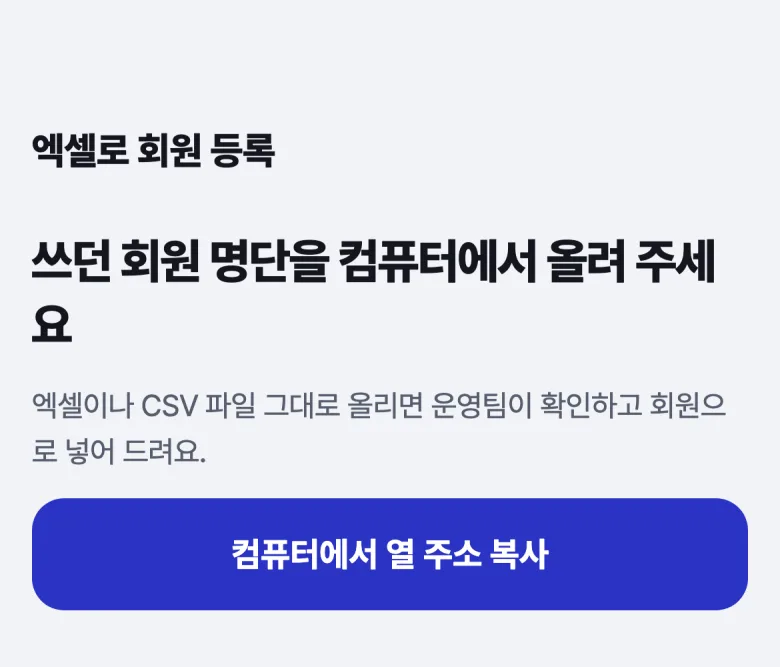 엑셀로 회원 등록
쓰던 회원 명단을 컴퓨터에서 올려 주세
요
엑셀이나 CSV 파일 그대로 올리면 운영팀이 확인하고 회원으
로 넣어 드려요.
컴퓨터에서 열 주소 복사